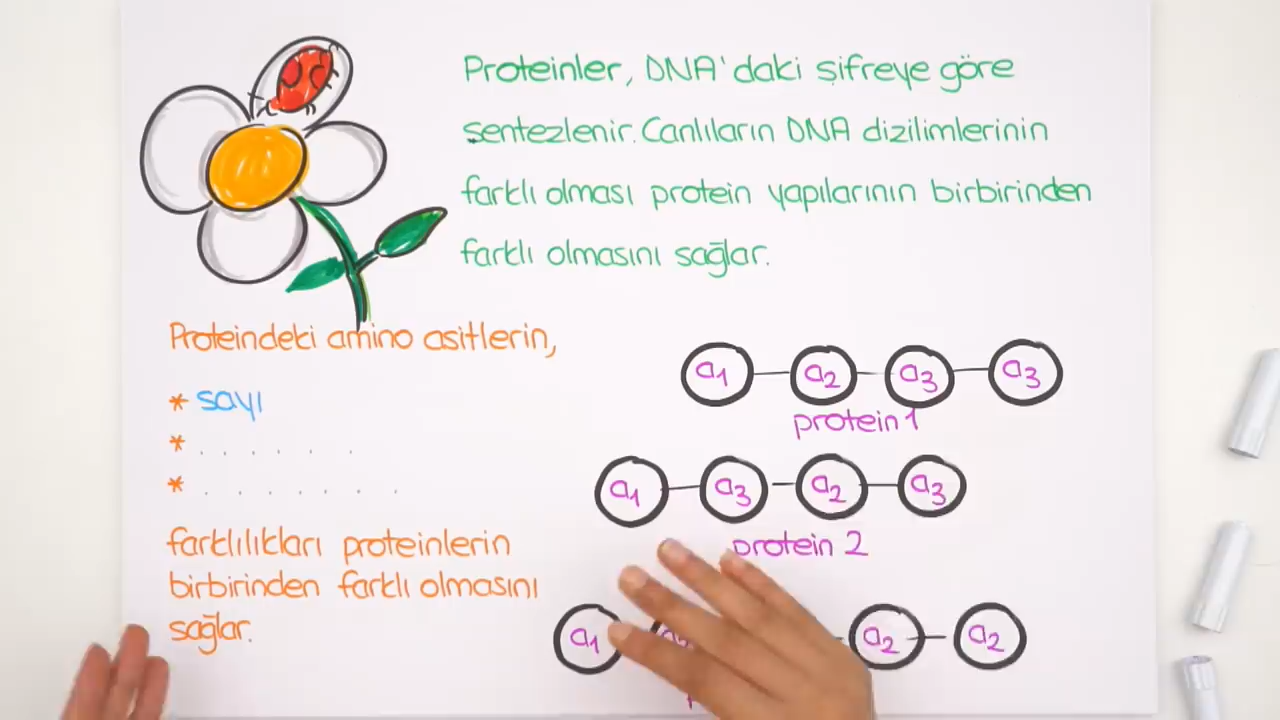 Proteinler, DNA'daki şifreye göre
sentezlenir. Canlıların DNA dizilimlerinin
farklı olması protein yapılarının birbirinden
farklı olmasını sağlar.
Proteindeki amino asitlerin,
* sayı
* . . . . . .
* . . . . . . .
farklılıkları proteinlerin
birbirinden farklı olmasını
sağlar.
a1 a2 a3 a3
protein 1
a1 a3 a2 a3
protein 2
a1 a2 a2